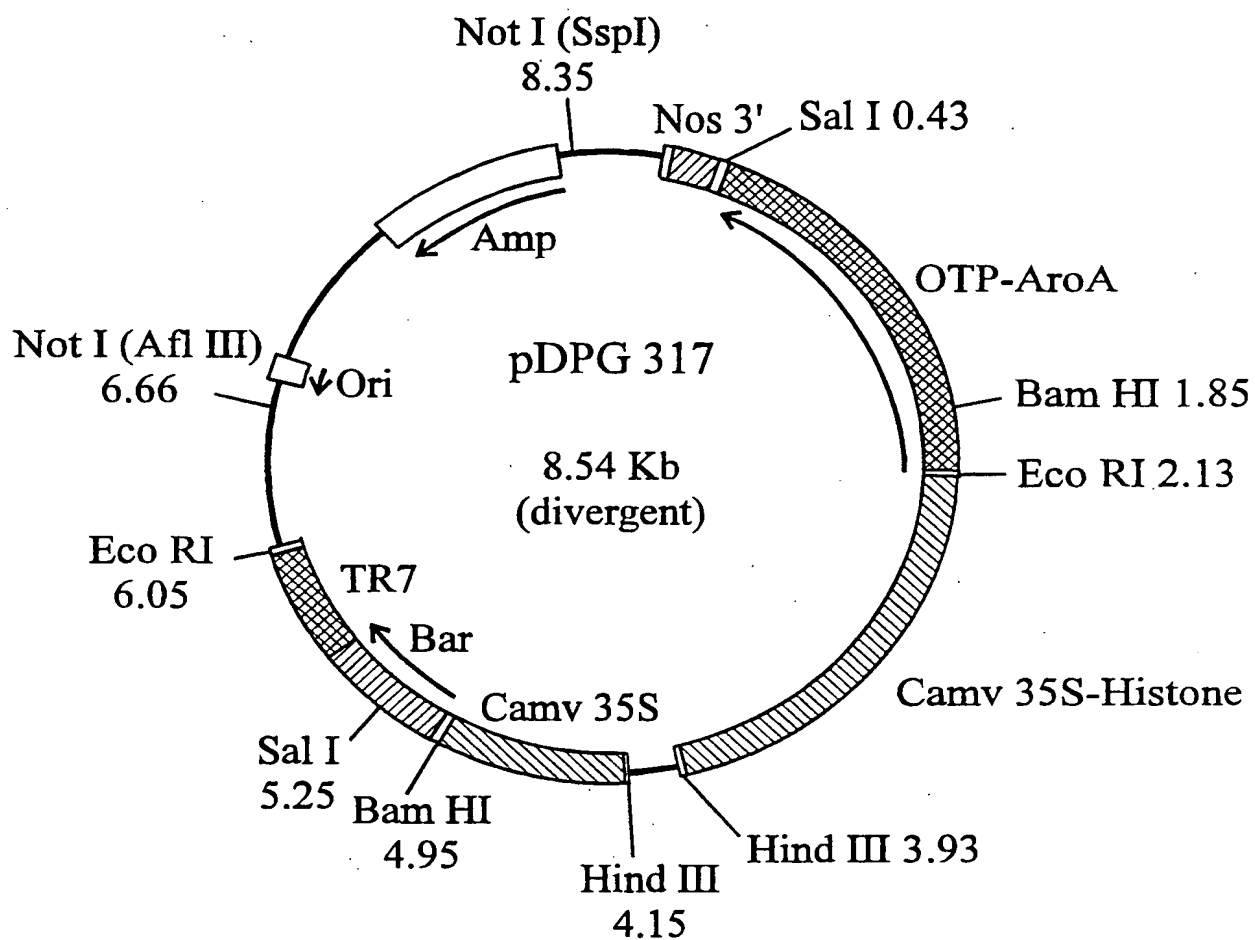 Not I (SspI)
8.35
Nos 3'
Sal I 0.43
Amp
OTP-AroA
Not I (Afl III)
6.66
Ori
pDPG 317
Bam HI 1.85
8.54 Kb
(divergent)
Eco RI 2.13
Eco RI
6.05
TR7
Bar
Camv 35S
Camv 35S-Histone
Sal I
5.25
Bam HI
4.95
Hind III 3.93
Hind III
4.15